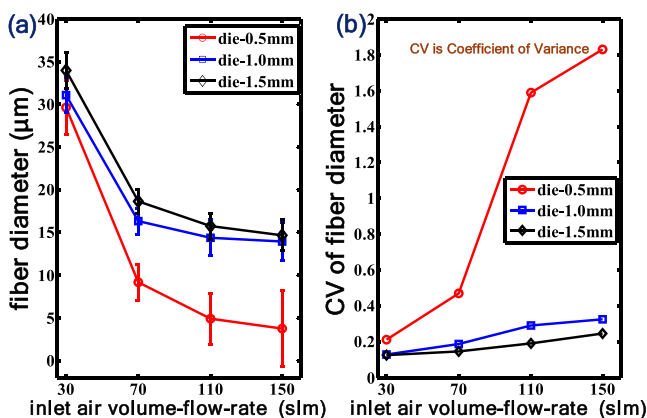 (a)
40
35
30
25
20
15
10
5
0
fiber diameter (μm)
die-0.5mm
die-1.0mm
die-1.5mm
30 70 110 150
inlet air volume-flow-rate (slm)
(b)
2
1.8
1.6
1.4
1.2
1
0.8
0.6
0.4
0.2
0
CV of fiber diameter
CV is Coefficient of Variance
die-0.5mm
die-1.0mm
die-1.5mm
30 70 110 150
inlet air volume-flow-rate (slm)